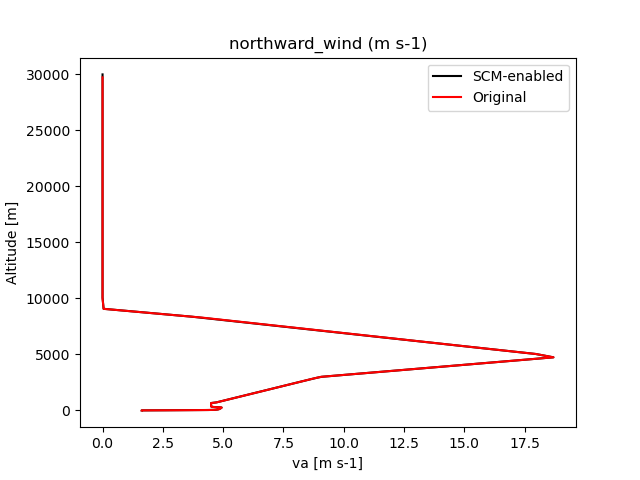 northward_wind (m s-1)
SCM-enabled
Original
30000
25000
20000
15000
10000
5000
0
Altitude [m]
0.0 2.5 5.0 7.5 10.0 12.5 15.0 17.5
va [m s-1]